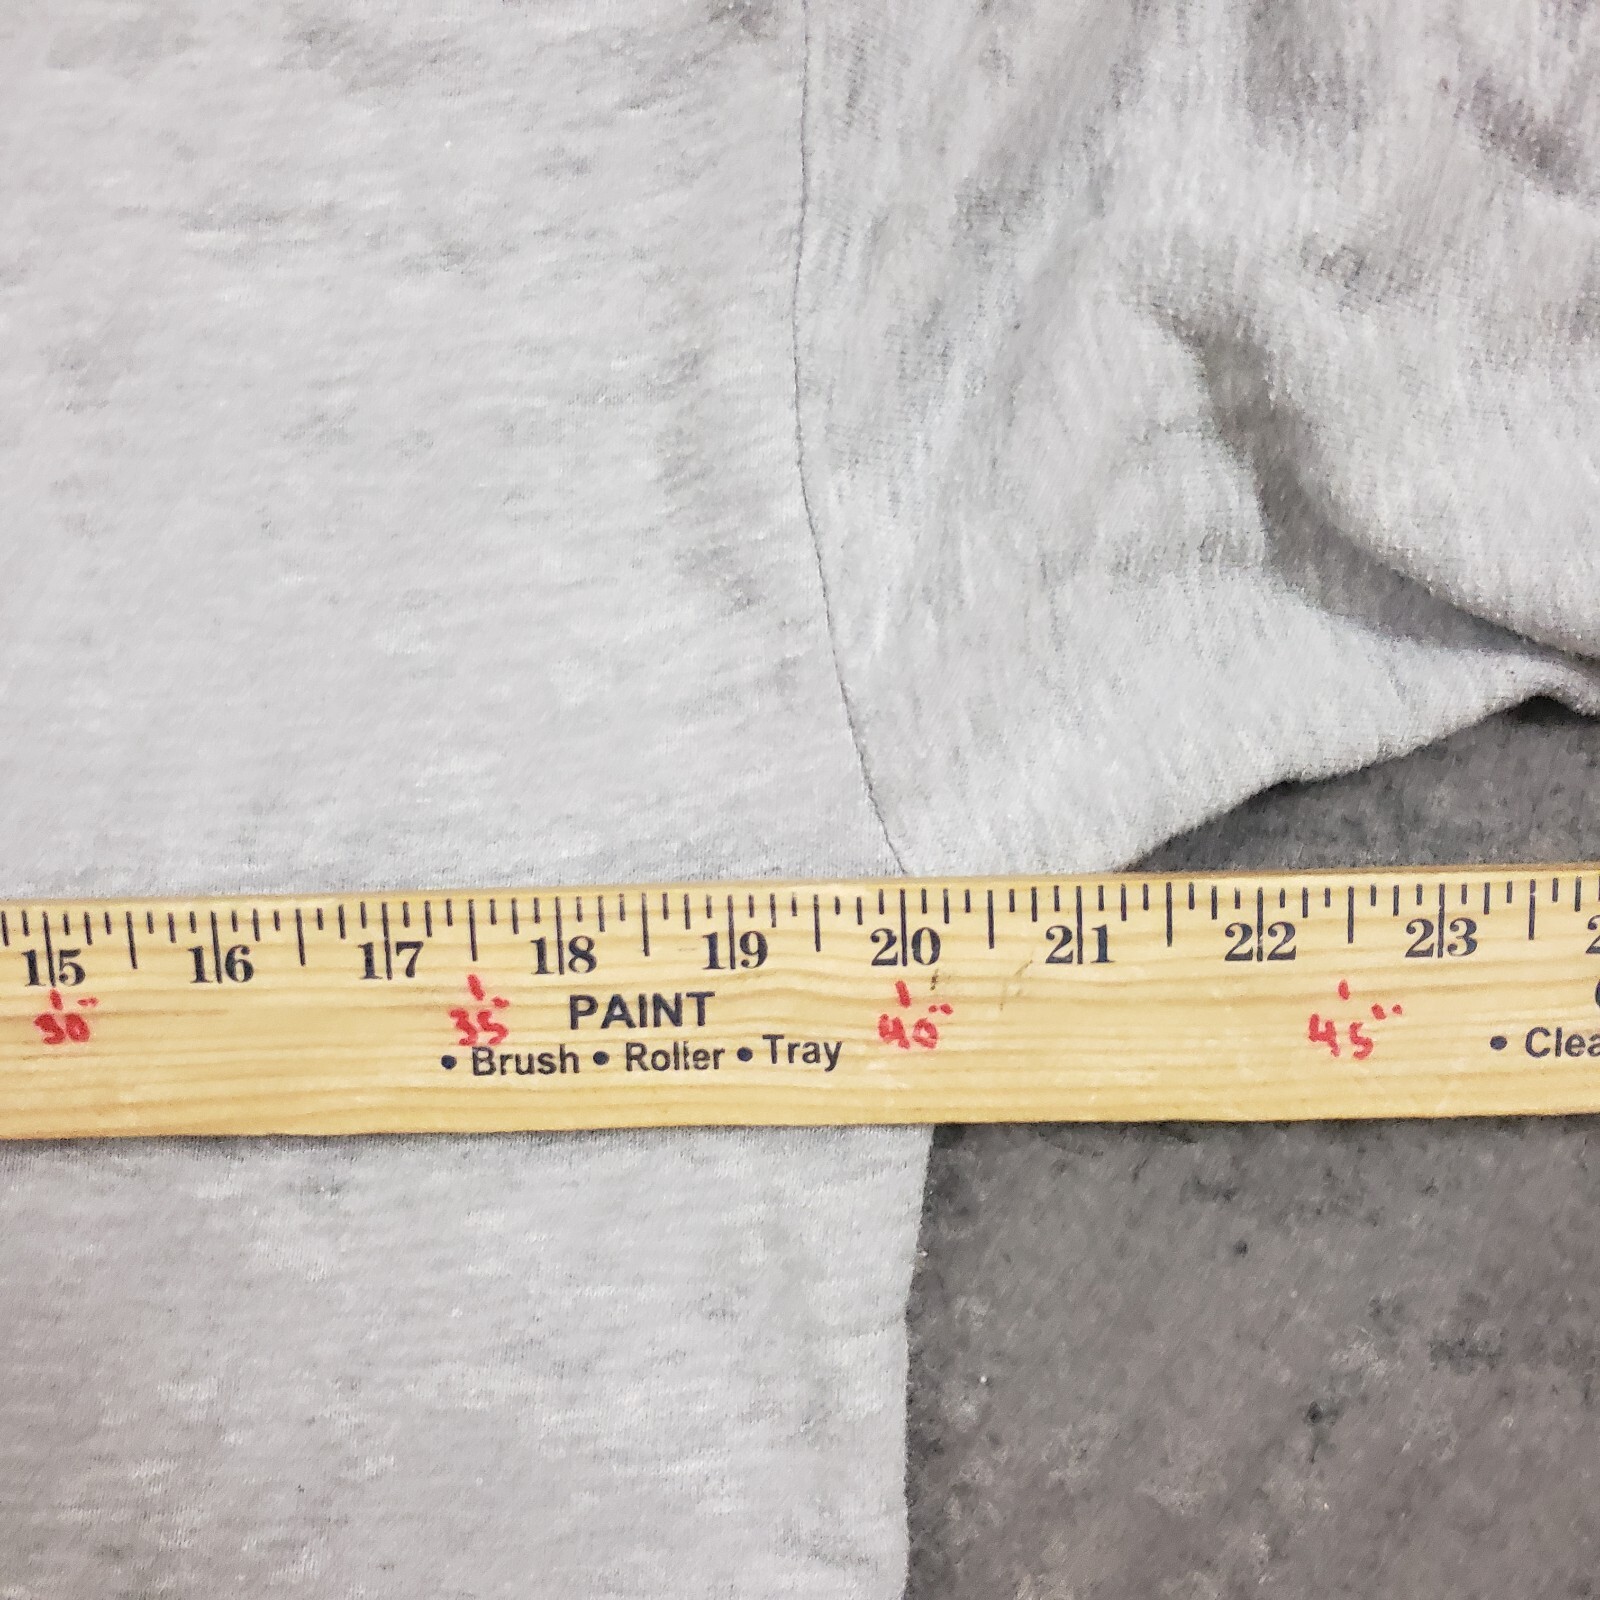 15 16 17 18 19 20 21 22 23
30" 35" 40" 45"
PAINT
• Brush • Roller • Tray
• Clea